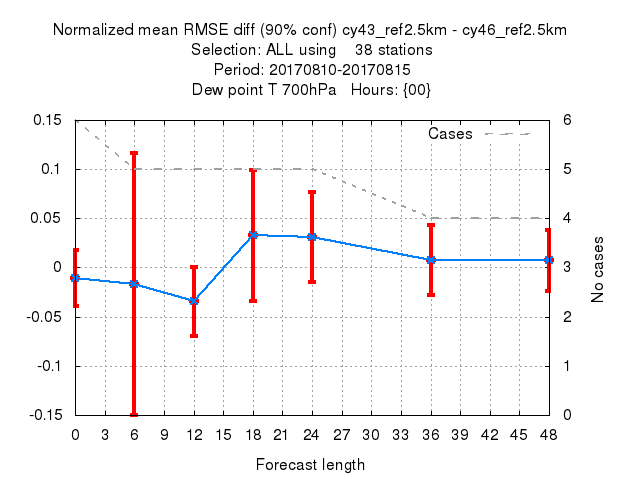 Normalized mean RMSE diff (90% conf) cy43_ref2.5km - cy46_ref2.5km
Selection: ALL using    38 stations
Period: 20170810-20170815
Dew point T 700hPa   Hours: {00}
Cases
0.15
0.1
0.05
0
-0.05
-0.1
-0.15
6
5
4
3
2
1
0
No cases
0 3 6 9 12 15 18 21 24 27 30 33 36 39 42 45 48
Forecast length